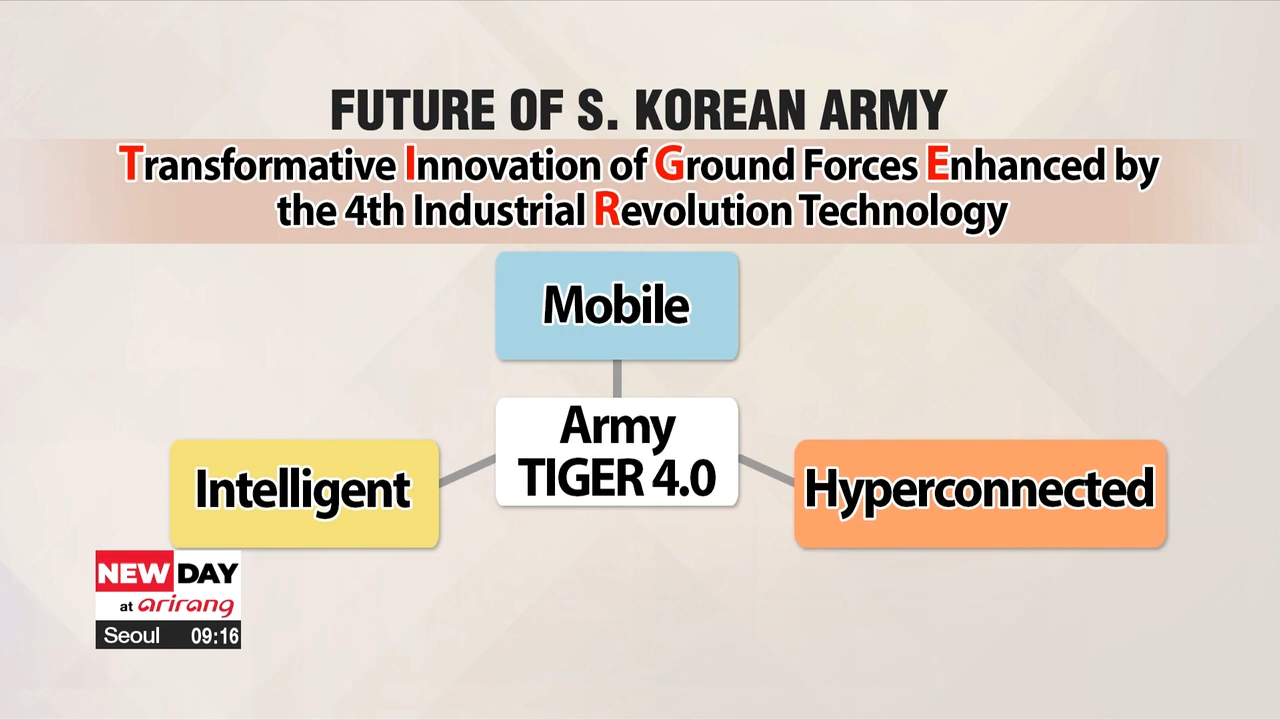 FUTURE OF S. KOREAN ARMY
Transformative Innovation of Ground Forces Enhanced by
the 4th Industrial Revolution Technology
Mobile
Army
TIGER 4.0
Intelligent
Hyperconnected
NEW DAY
at arirang
Seoul 09:16